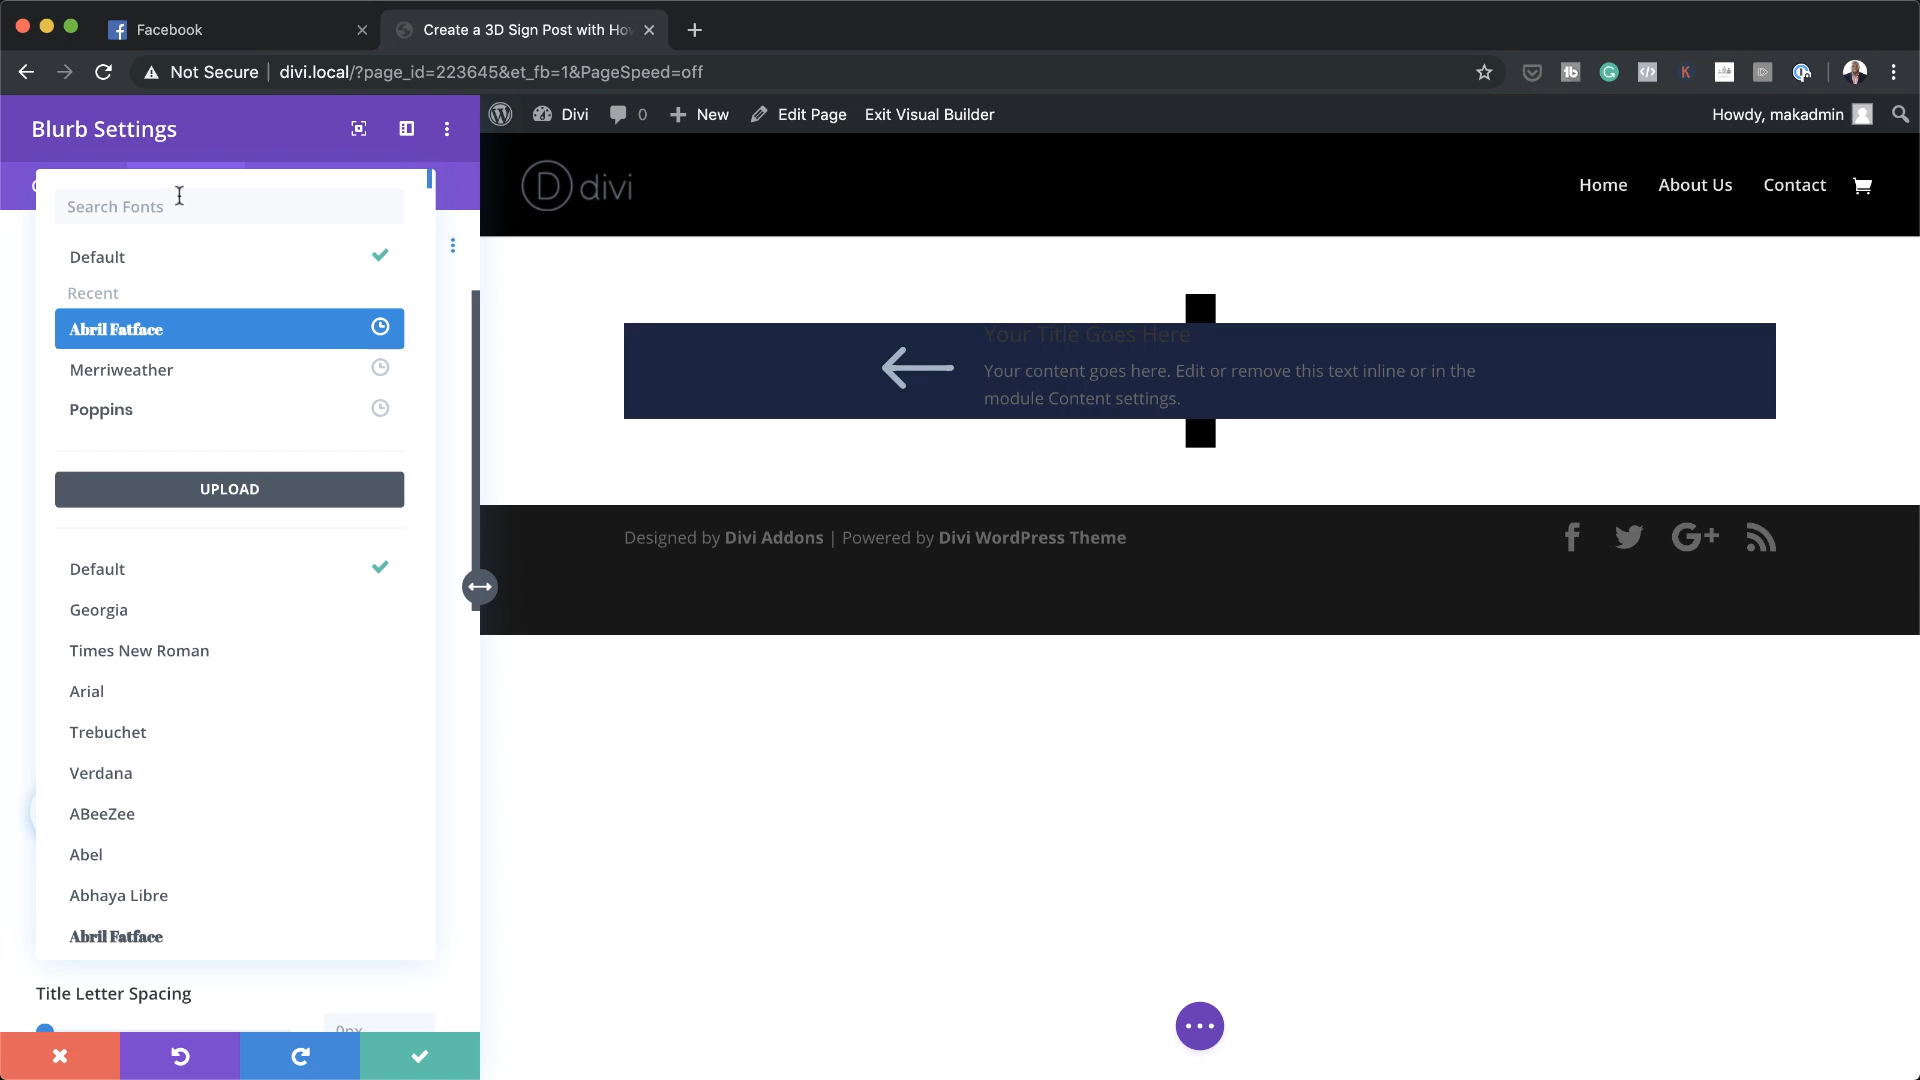 Facebook
Create a 3D Sign Post with Hov
Not Secure
divi.local/?page_id=223645&et_fb=1&PageSpeed=off
Blurb Settings
Divi
0
New
Edit Page
Exit Visual Builder
Howdy, makadmin
Search Fonts
Default
Recent
Abril Fatface
Merriweather
Poppins
UPLOAD
Default
Georgia
Times New Roman
Arial
Trebuchet
Verdana
ABeeZee
Abel
Abhaya Libre
Abril Fatface
Title Letter Spacing
0px
D divi
Home
About Us
Contact
Your Title Goes Here
Your content goes here. Edit or remove this text inline or in the
module Content settings.
Designed by Divi Addons | Powered by Divi WordPress Theme